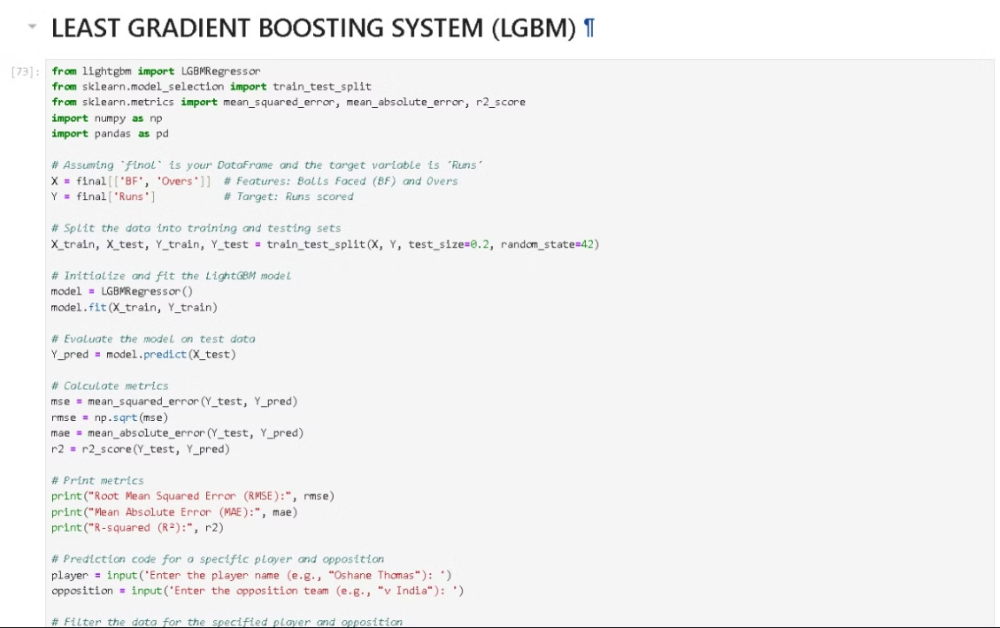 LEAST GRADIENT BOOSTING SYSTEM (LGBM) ¶
[73]:
from lightgbm import LGBMRegressor
from sklearn.model_selection import train_test_split
from sklearn.metrics import mean_squared_error, mean_absolute_error, r2_score
import numpy as np
import pandas as pd
# Assuming `final` is your DataFrame and the target variable is 'Runs'
X = final[['BF', 'Overs']]  # Features: Balls Faced (BF) and Overs
Y = final['Runs']           # Target: Runs scored
# Split the data into training and testing sets
X_train, X_test, Y_train, Y_test = train_test_split(X, Y, test_size=0.2, random_state=42)
# Initialize and fit the LightGBM model
model = LGBMRegressor()
model.fit(X_train, Y_train)
# Evaluate the model on test data
Y_pred = model.predict(X_test)
# Calculate metrics
mse = mean_squared_error(Y_test, Y_pred)
rmse = np.sqrt(mse)
mae = mean_absolute_error(Y_test, Y_pred)
r2 = r2_score(Y_test, Y_pred)
# Print metrics
print("Root Mean Squared Error (RMSE):", rmse)
print("Mean Absolute Error (MAE):", mae)
print("R-squared (R²):", r2)
# Prediction code for a specific player and opposition
player = input('Enter the player name (e.g., "Oshane Thomas"): ')
opposition = input('Enter the opposition team (e.g., "v India"): ')
# Filter the data for the specified player and opposition